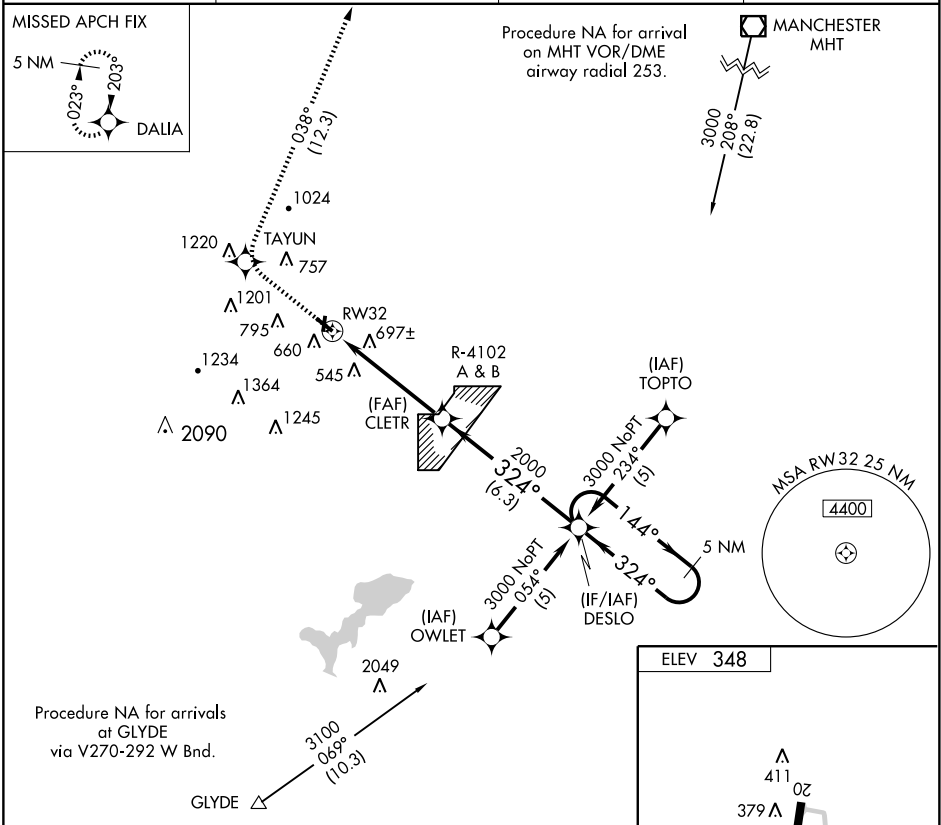 MISSED APCH FIX
5 NM
023°
203°
DALIA
038°
(12.3)
Procedure NA for arrival
on MHT VOR/DME
airway radial 253.
MANCHESTER
MHT
3000
208°
(22.8)
1024
1220
TAYUN
757
1201
795
RW32
660
697±
545
1234
1364
1245
2090
R-4102
A & B
(FAF)
CLETR
(IAF)
TOPTO
2000
324°
(6.3)
3000 NoPT
234°
(5)
144°
5 NM
324°
3000 NoPT
054°
(5)
(IF/IAF)
DESLO
(IAF)
OWLET
MSA RW32 25 NM
4400
2049
Procedure NA for arrivals
at GLYDE
via V270-292 W Bnd.
3100
069°
(10.3)
GLYDE
ELEV 348
411
20
379